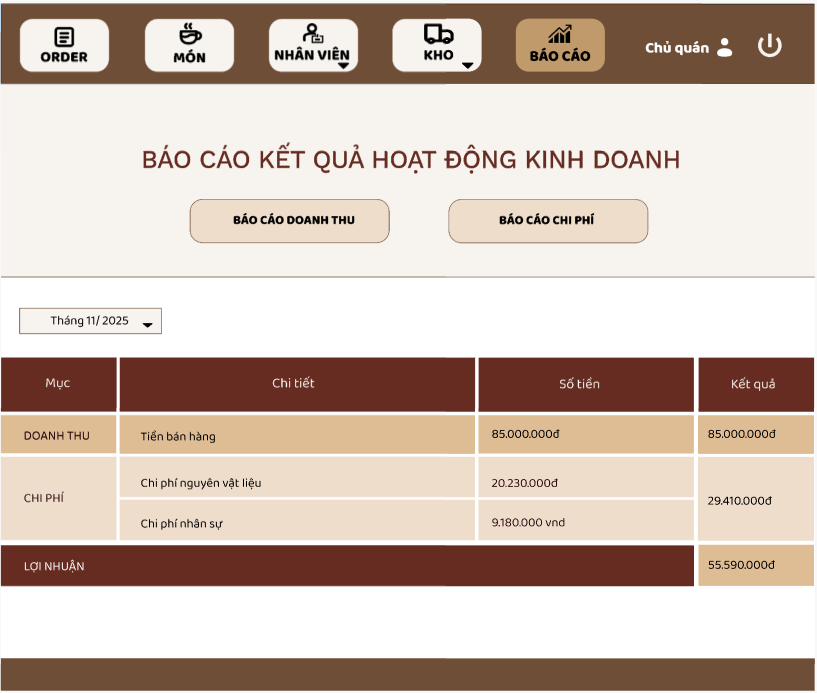 ORDER
MÓN
NHÂN VIÊN
KHO
BÁO CÁO
Chủ quán
BÁO CÁO KẾT QUẢ HOẠT ĐỘNG KINH DOANH
BÁO CÁO DOANH THU
BÁO CÁO CHI PHÍ
Tháng 11/ 2025
Mục
Chi tiết
Số tiền
Kết quả
DOANH THU
Tiền bán hàng
85.000.000đ
85.000.000đ
CHI PHÍ
Chi phí nguyên vật liệu
20.230.000đ
29.410.000đ
Chi phí nhân sự
9.180.000 vnd
LỢI NHUẬN
55.590.000đ